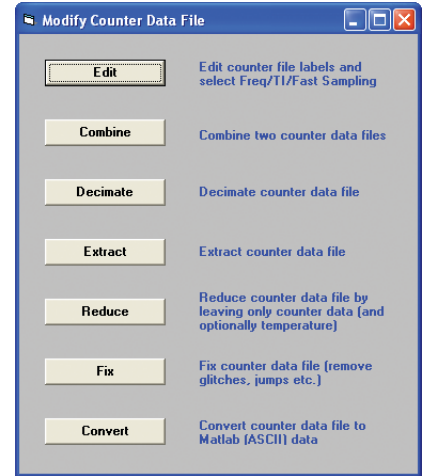 Modify Counter Data File
Edit
Edit counter file labels and
select Freq/TI/Fast Sampling
Combine
Combine two counter data files
Decimate
Decimate counter data file
Extract
Extract counter data file
Reduce
Reduce counter data file by
leaving only counter data (and
optionally temperature)
Fix
Fix counter data file (remove
glitches, jumps etc.)
Convert
Convert counter data file to
Matlab (ASCII) data